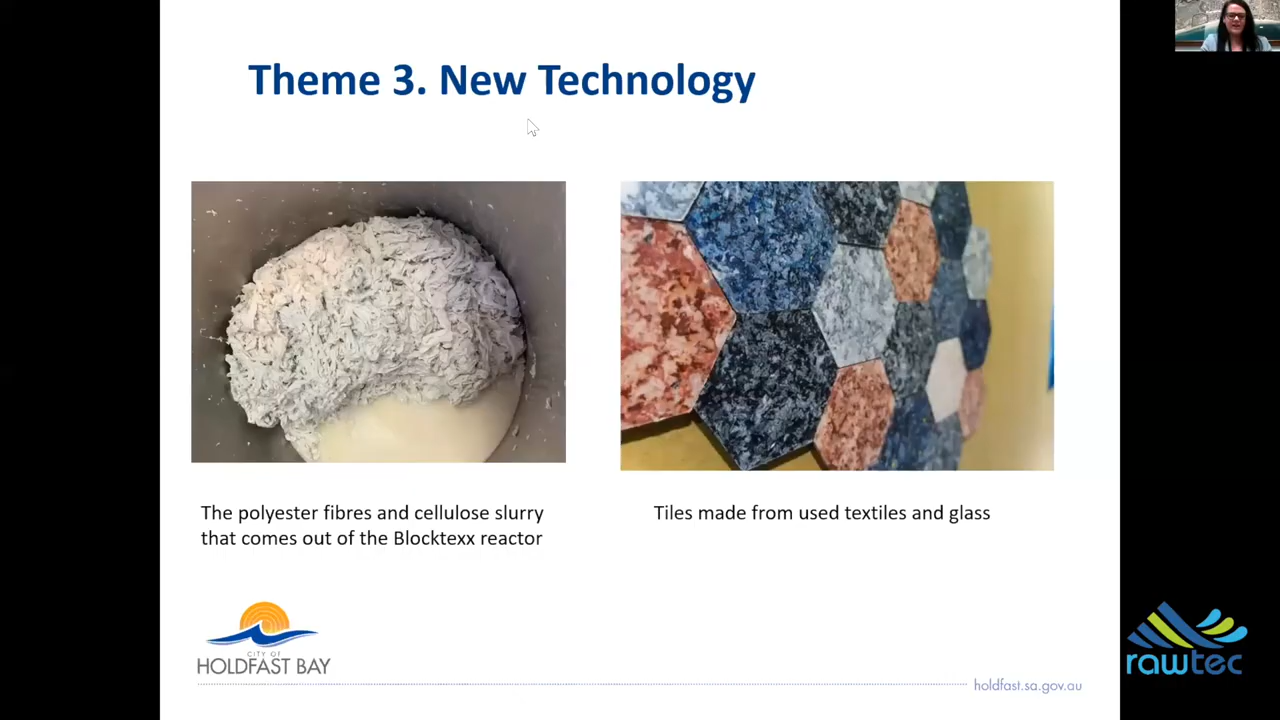 Theme 3. New Technology
The polyester fibres and cellulose slurry
that comes out of the Blocktexx reactor
Tiles made from used textiles and glass
CITY OF
HOLDFAST BAY
holdfast.sa.gov.au
rawtec